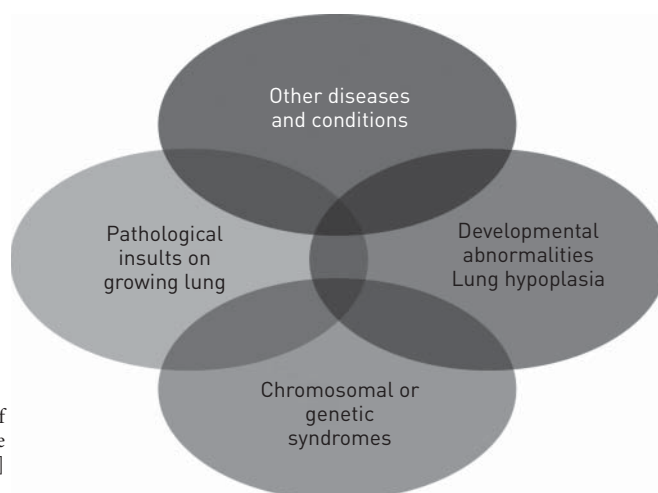 Other diseases
and conditions
Pathological
insults on
growing lung
Developmental
abnormalities
Lung hypoplasia
Chromosomal or
genetic
syndromes
f
e
]